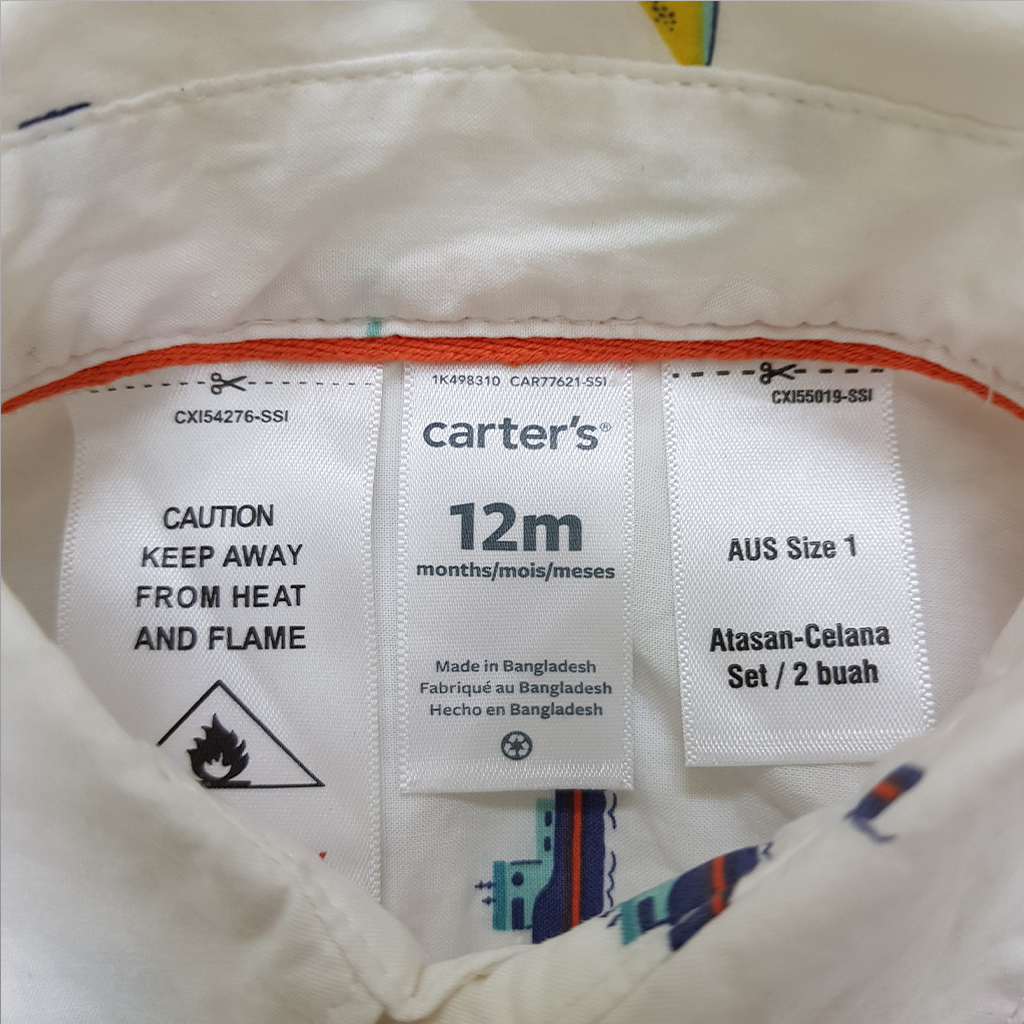 CXI54276-SSI
CAUTION
KEEP AWAY
FROM HEAT
AND FLAME
1K498310 CAR77621-SSI
carter's®
12m
months/mois/meses
Made in Bangladesh
Fabriqué au Bangladesh
Hecho en Bangladesh
CXI55019-SSI
AUS Size 1
Atasan-Celana
Set / 2 buah